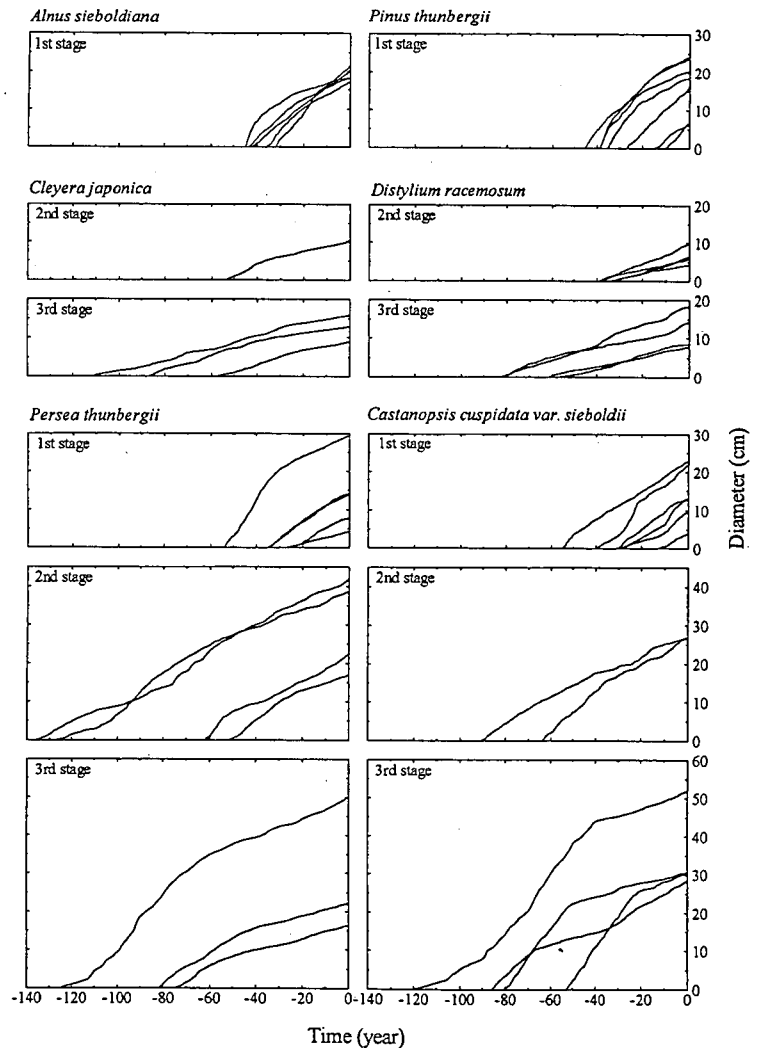 Alnus sieboldiana
Pinus thunbergii
1st stage
1st stage
30
20
10
0
Cleyera japonica
Distylium racemosum
2nd stage
2nd stage
20
10
0
3rd stage
3rd stage
20
10
0
Persea thunbergii
Castanopsis cuspidata var. sieboldii
1st stage
1st stage
30
20
10
0
2nd stage
2nd stage
40
30
20
10
0
3rd stage
3rd stage
60
50
40
30
20
10
0
Diameter (cm)
-140 -120 -100 -80 -60 -40 -20 0 -140 -120 -100 -80 -60 -40 -20 0
Time (year)